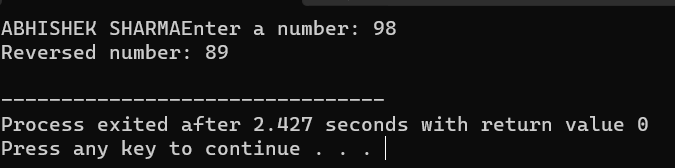 ABHISHEK SHARMAEnter a number: 98
Reversed number: 89
--------------------------------
Process exited after 2.427 seconds with return value 0
Press any key to continue . . .